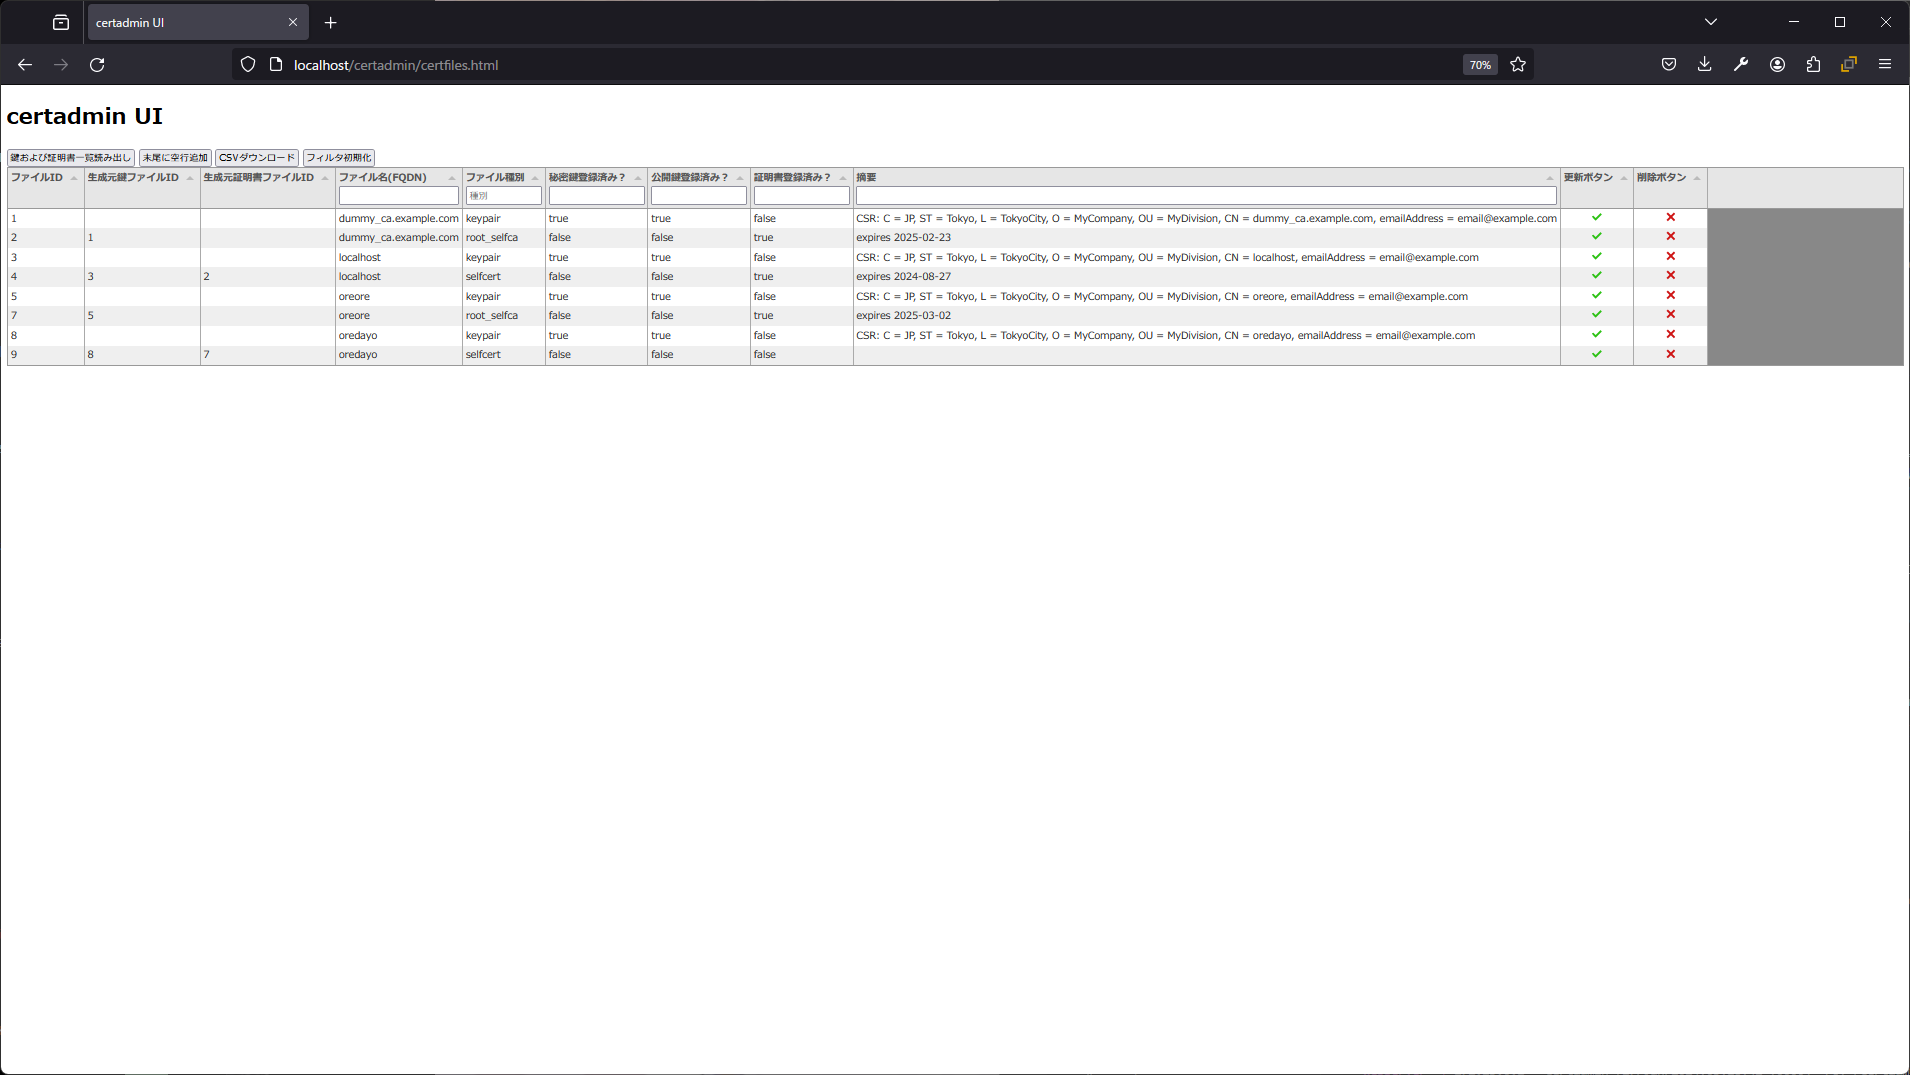 certadmin UI
localhost/certadmin/certfiles.html 70%
certadmin UI
鍵および証明書一覧読み出し 末尾に空行追加 CSVダウンロード フィルタ初期化
ファイルID 生成元鍵ファイルID 生成元証明書ファイルID ファイル名(FQDN) ファイル種別 秘密鍵登録済み？ 公開鍵登録済み？ 証明書登録済み？ 摘要 更新ボタン 削除ボタン
種別
1 dummy_ca.example.com keypair true true false CSR: C = JP, ST = Tokyo, L = TokyoCity, O = MyCompany, OU = MyDivision, CN = dummy_ca.example.com, emailAddress = email@example.com
2 1 dummy_ca.example.com root_selfca false false true expires 2025-02-23
3 localhost keypair true true false CSR: C = JP, ST = Tokyo, L = TokyoCity, O = MyCompany, OU = MyDivision, CN = localhost, emailAddress = email@example.com
4 3 2 localhost selfcert false false true expires 2024-08-27
5 oreore keypair true true false CSR: C = JP, ST = Tokyo, L = TokyoCity, O = MyCompany, OU = MyDivision, CN = oreore, emailAddress = email@example.com
7 5 oreore root_selfca false false true expires 2025-03-02
8 oredayo keypair true true false CSR: C = JP, ST = Tokyo, L = TokyoCity, O = MyCompany, OU = MyDivision, CN = oredayo, emailAddress = email@example.com
9 8 7 oredayo selfcert false false false